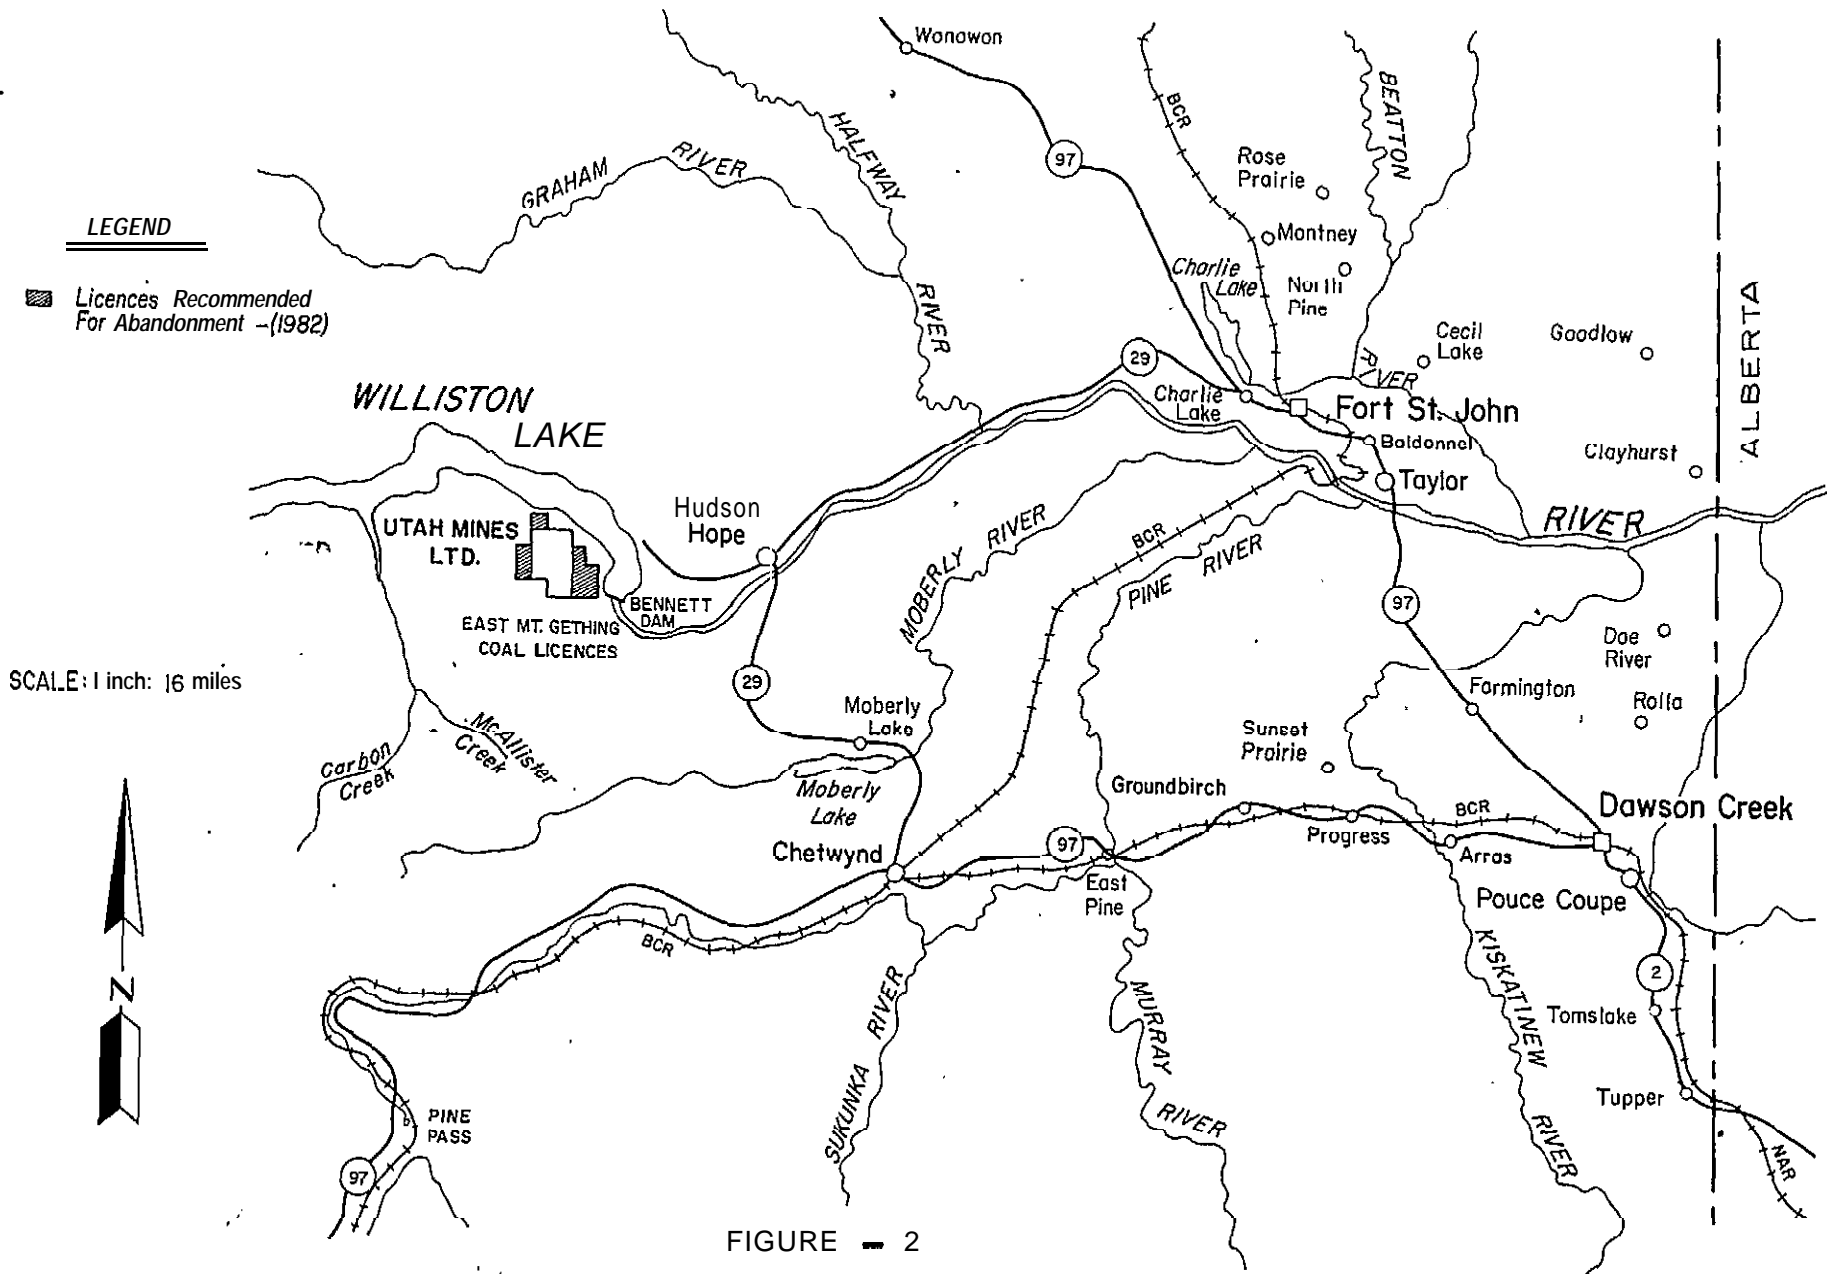 Wonowon
HALFWAY
RIVER
GRAHAM
RIVER
97
BCR
BEATTON
RIVER
Rose
Prairie
Montney
North
Pine
Charlie
Lake
LEGEND
Licences Recommended
For Abandonment -(1982)
29
Charlie
Lake
Cecil
Lake
Goodlow
ALBERTA
Fort St. John
Baldonnel
Taylor
Clayhurst
RIVER
WILLISTON
LAKE
Hudson
Hope
UTAH MINES
LTD.
BENNETT
DAM
EAST MT. GETHING
COAL LICENCES
MOBERLY
RIVER
BCR
PINE
RIVER
97
Doe
River
Rolla
Farmington
SCALE: 1 inch: 16 miles
29
Moberly
Lake
Moberly
Lake
McAllister
Creek
Carbon
Creek
Sunset
Prairie
Groundbirch
Progress
BCR
Arras
Dawson Creek
Pouce Coupe
Chetwynd
97
East
Pine
BCR
N
SUKUNKA
RIVER
MURRAY
RIVER
KISKATINEW
RIVER
2
Tomslake
Tupper
NAR
PINE
PASS
97
FIGURE - 2